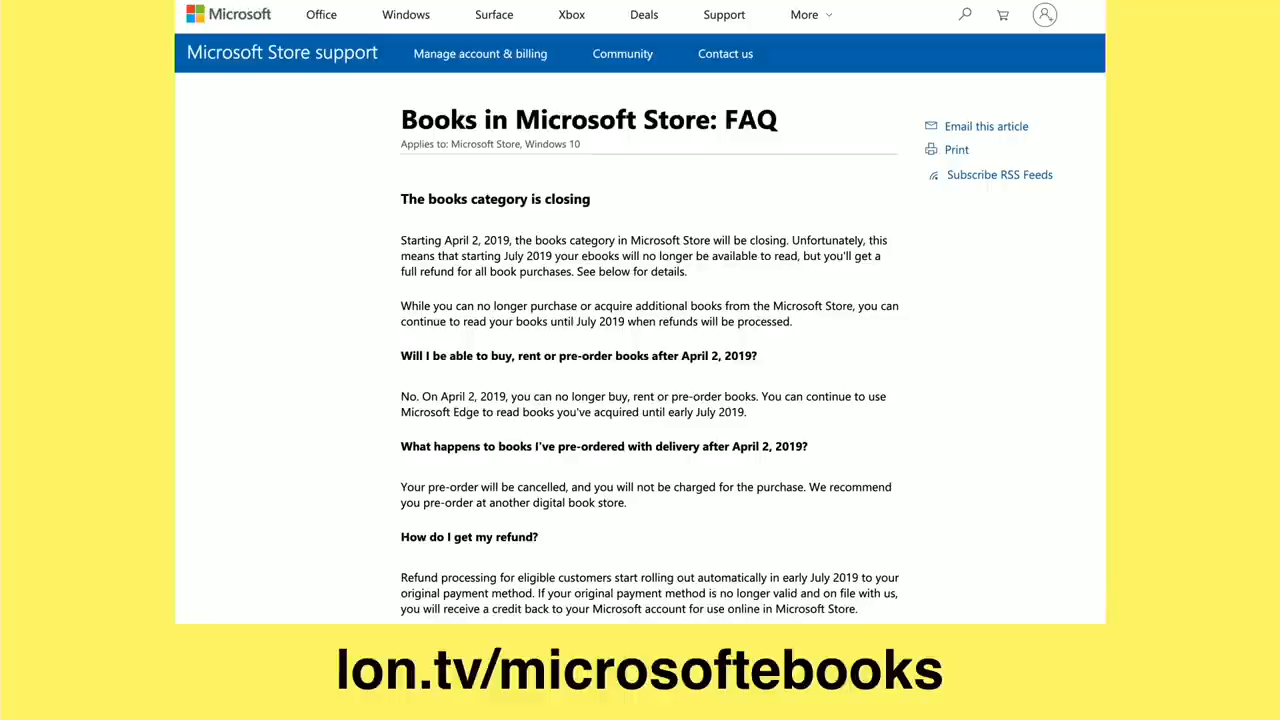 Microsoft Office Windows Surface Xbox Deals Support More
Microsoft Store support Manage account & billing Community Contact us
Books in Microsoft Store: FAQ
Applies to: Microsoft Store, Windows 10
Email this article
Print
Subscribe RSS Feeds
The books category is closing
Starting April 2, 2019, the books category in Microsoft Store will be closing. Unfortunately, this
means that starting July 2019 your ebooks will no longer be available to read, but you'll get a
full refund for all book purchases. See below for details.
While you can no longer purchase or acquire additional books from the Microsoft Store, you can
continue to read your books until July 2019 when refunds will be processed.
Will I be able to buy, rent or pre-order books after April 2, 2019?
No. On April 2, 2019, you can no longer buy, rent or pre-order books. You can continue to use
Microsoft Edge to read books you've acquired until early July 2019.
What happens to books I've pre-ordered with delivery after April 2, 2019?
Your pre-order will be cancelled, and you will not be charged for the purchase. We recommend
you pre-order at another digital book store.
How do I get my refund?
Refund processing for eligible customers start rolling out automatically in early July 2019 to your
original payment method. If your original payment method is no longer valid and on file with us,
you will receive a credit back to your Microsoft account for use online in Microsoft Store.
lon.tv/microsoftebooks